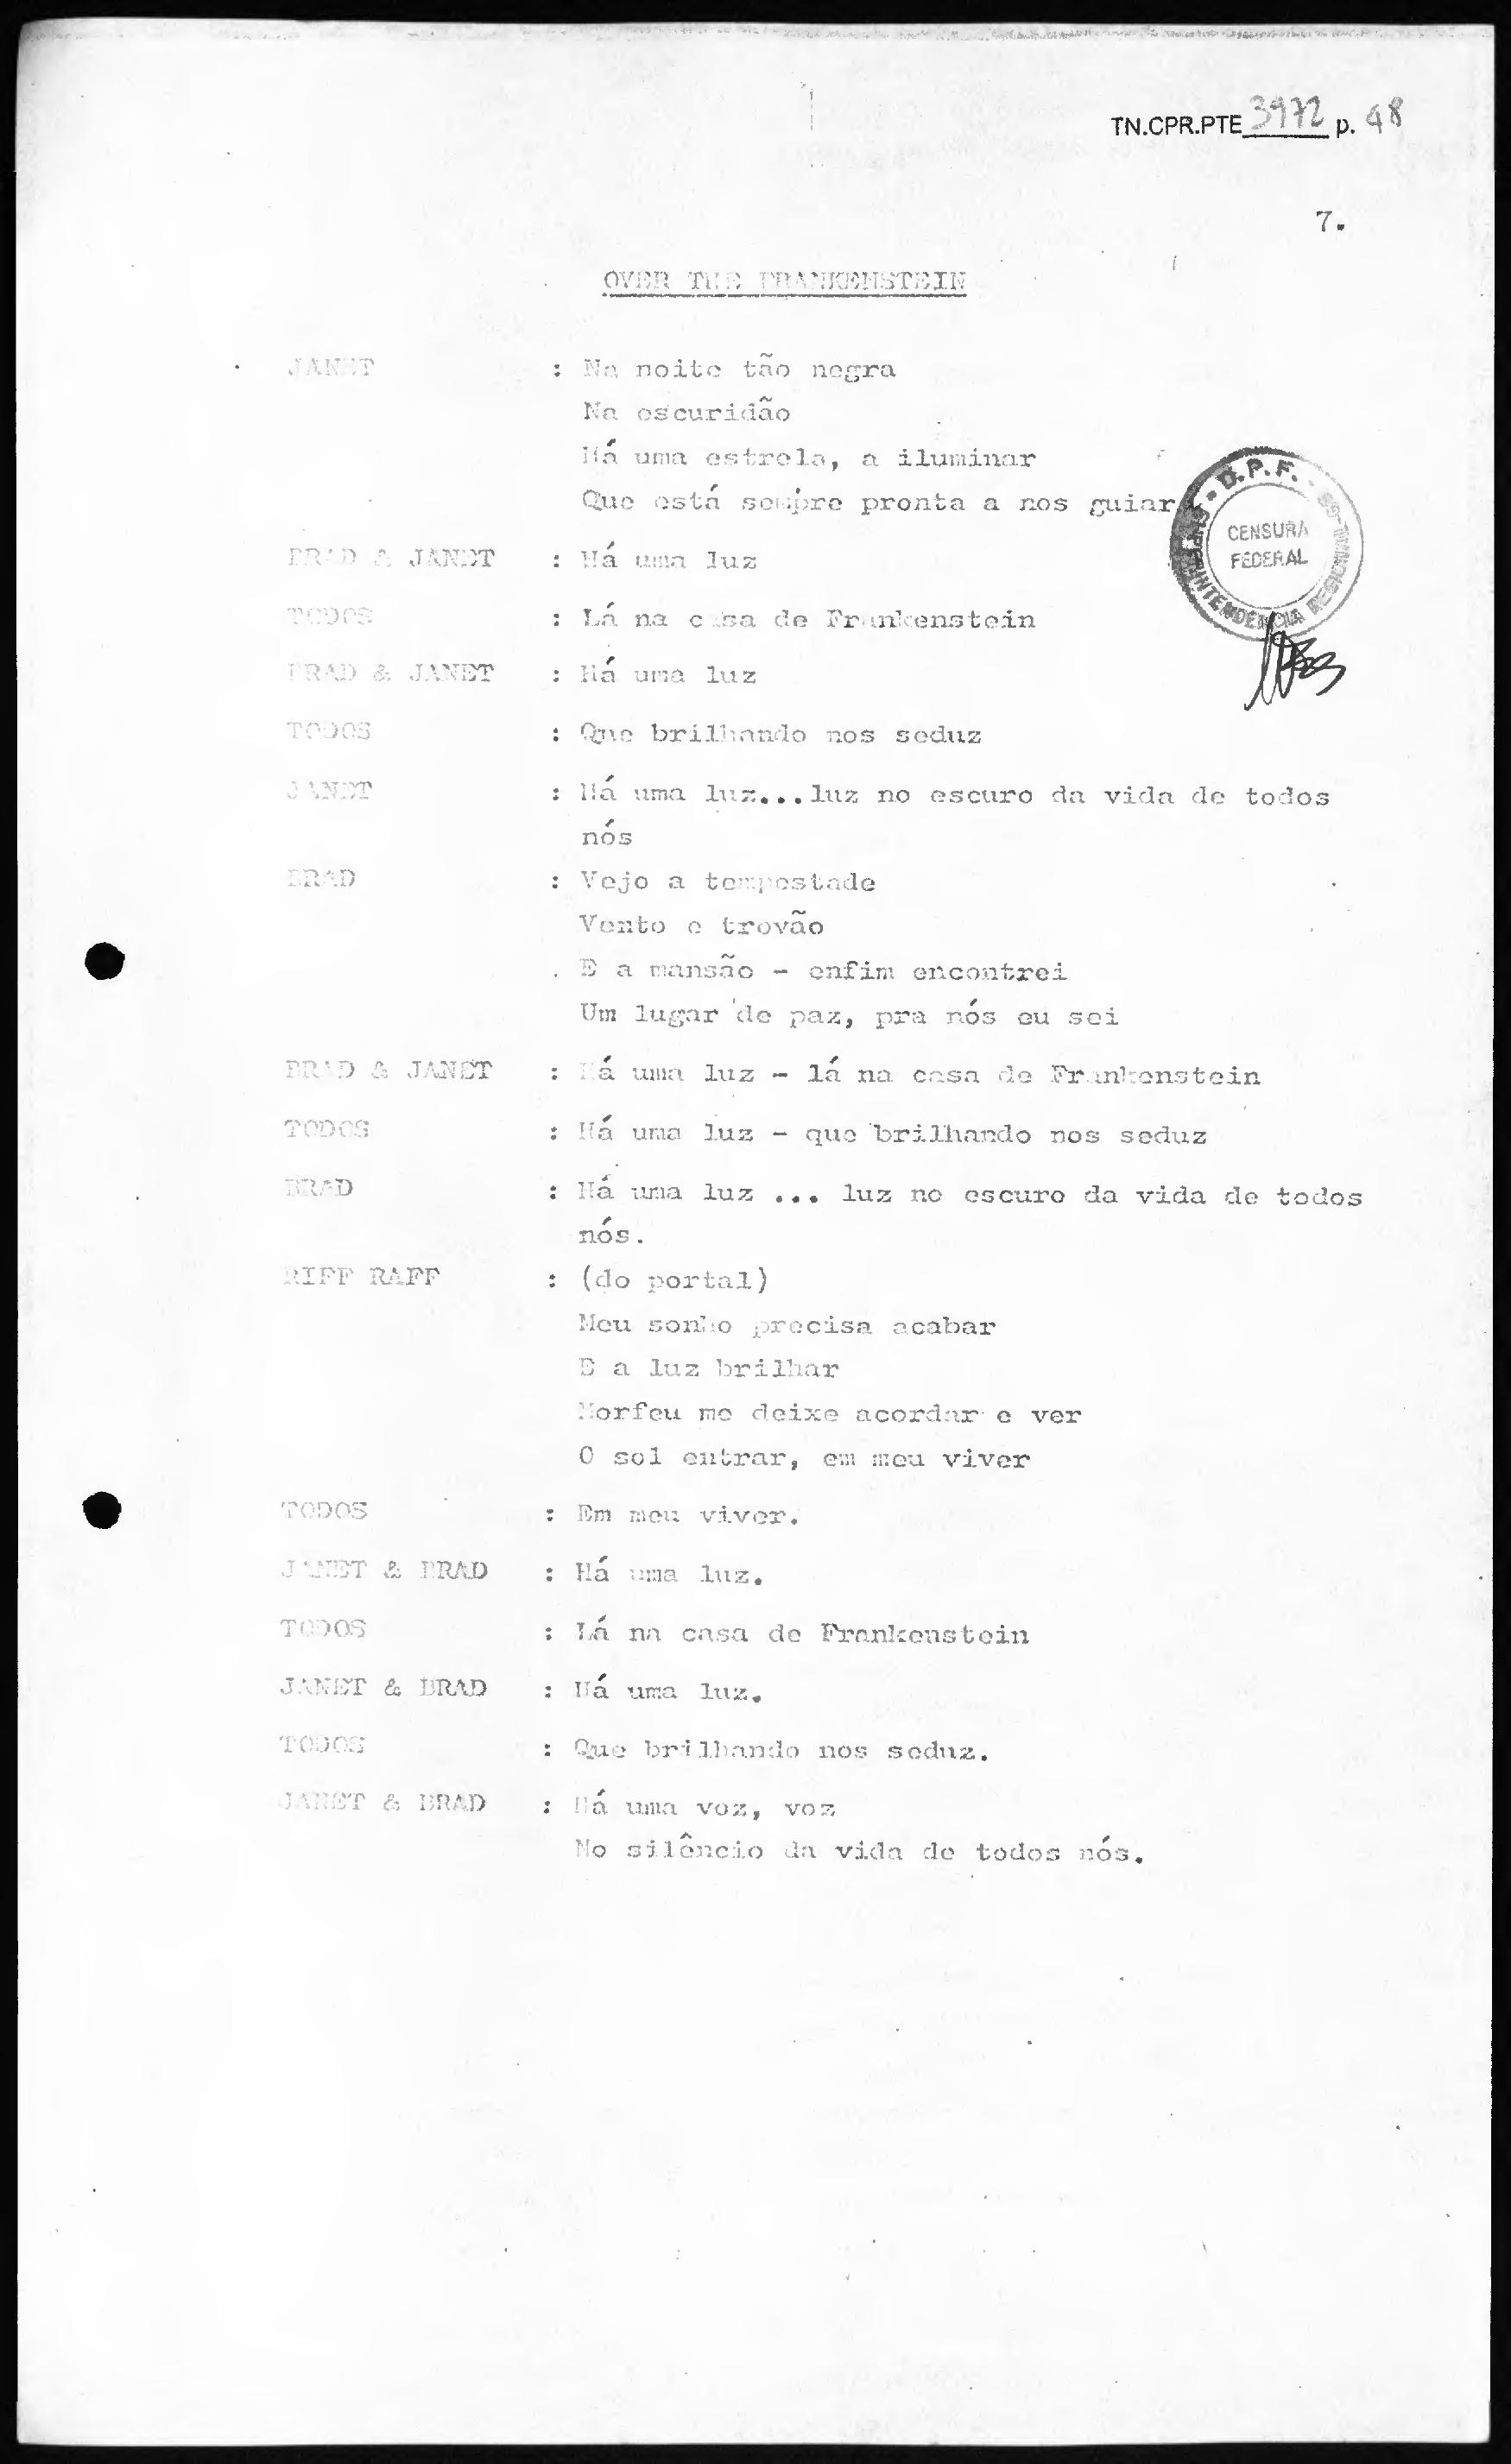 TN.CPR.PTE 3972 p. 48
7.
OVER THE FRANKENSTEIN
JANET : Na noite tão negra
Na escuridão
Há uma estrela, a iluminar
Que está sempre pronta a nos guiar
D.P.F. - SUPERINTENDENCIA REGIONAL
CENSURA
FEDERAL
BRAD & JANET : Há uma luz
TODOS : Lá na casa de Frankenstein
BRAD & JANET : Há uma luz
TODOS : Que brilhando nos seduz
JANET : Há uma luz...luz no escuro da vida de todos
nós
BRAD : Vejo a tempestade
Vento e trovão
E a mansão - enfim encontrei
Um lugar de paz, pra nós eu sei
BRAD & JANET : Há uma luz - lá na casa de Frankenstein
TODOS : Há uma luz - que brilhando nos seduz
BRAD : Há uma luz ... luz no escuro da vida de todos
nós.
RIFF RAFF : (do portal)
Meu sonho precisa acabar
E a luz brilhar
Morfeu me deixe acordar e ver
O sol entrar, em meu viver
TODOS : Em meu viver.
JANET & BRAD : Há uma luz.
TODOS : Lá na casa de Frankenstein
JANET & BRAD : Há uma luz.
TODOS : Que brilhando nos seduz.
JANET & BRAD : Há uma voz, voz
No silêncio da vida de todos nós.